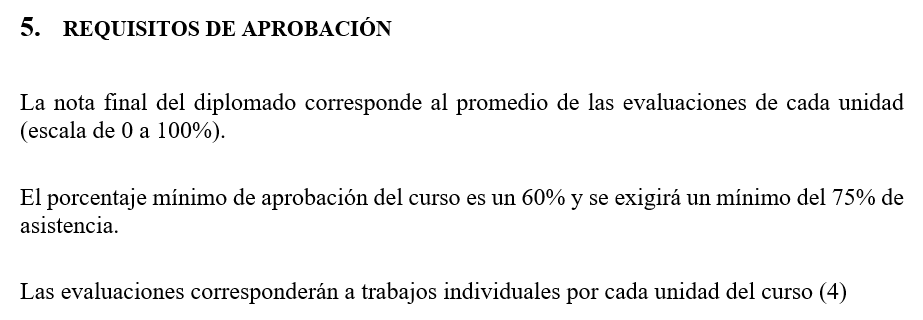 5. REQUISITOS DE APROBACIÓN
La nota final del diplomado corresponde al promedio de las evaluaciones de cada unidad
(escala de 0 a 100%).
El porcentaje mínimo de aprobación del curso es un 60% y se exigirá un mínimo del 75% de
asistencia.
Las evaluaciones corresponderán a trabajos individuales por cada unidad del curso (4)